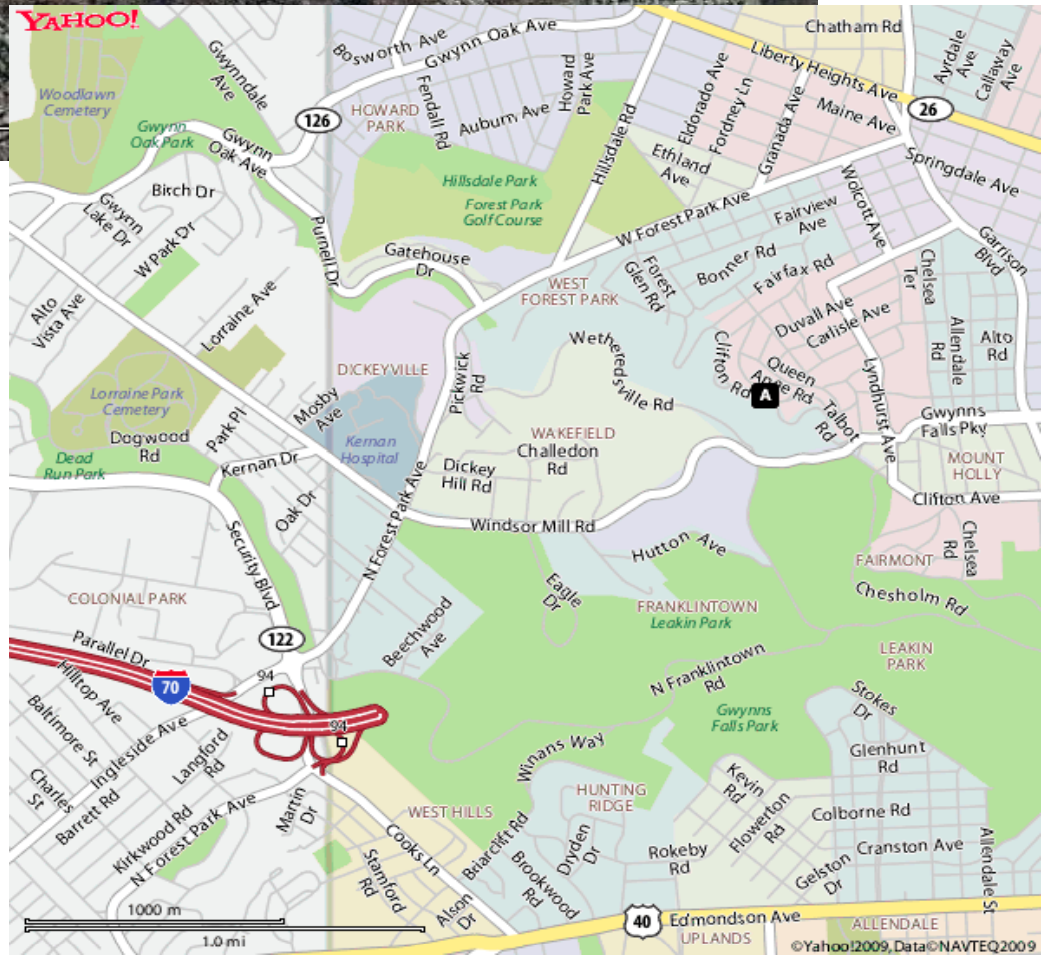 YAHOO!
Chatham Rd
Bosworth Ave
Gwynn Oak Ave
Gwynndale
Ave
Howard
Park Ave
Liberty Heights Ave
Ayrdale
Ave
Callaway
Ave
Woodlawn
Cemetery
126
HOWARD
PARK
Fendall Rd
Auburn Ave
Hillsdale Rd
Eldorado Ave
Fordney Ln
Granada Ave
Maine Ave
26
Gwynn
Oak Park
Gwynn
Oak Ave
Ethland
Ave
Springdale Ave
Birch Dr
Gwynn
Lake Dr
Hillsdale Park
Forest Park
Golf Course
W Forest Park Ave
Wolcott Ave
Fairview
Ave
W Park Dr
Purnell Dr
Gatehouse
Dr
Forest
Glen Rd
Bonner Rd
Fairfax Rd
Garrison
Blvd
Chelsea
Ter
Alto
Vista Ave
Lorraine Ave
WEST
FOREST PARK
Duvall Ave
Carlisle Ave
Allendale
Rd
Alto
Rd
Wetheredsville Rd
Clifton Rd
Queen
Anne Rd
A
Lyndhurst Ave
DICKEYVILLE
Pickwick
Rd
Lorraine Park
Cemetery
Mosby
Ave
Park Pl
Talbot
Rd
Gwynns
Falls Pky
Dogwood
Rd
Kernan
Hospital
WAKEFIELD
Challedon
Rd
Dead
Run Park
Kernan Dr
Dickey
Hill Rd
MOUNT
HOLLY
Oak Dr
Clifton Ave
Windsor Mill Rd
N Forest Park Ave
Security Blvd
Hutton Ave
Chelsea
Rd
FAIRMONT
Eagle
Dr
COLONIAL PARK
Beechwood
Ave
FRANKLINTOWN
Leakin Park
Chesholm Rd
122
Parallel Dr
LEAKIN
PARK
94
70
Hilltop Ave
N Franklintown
Rd
Stokes
Dr
Baltimore St
Ingleside Ave
Langford
Rd
94
Gwynns
Falls Park
Winans Way
Glenhunt
Rd
Charles
St
Barrett Rd
Kevin
Rd
HUNTING
RIDGE
Flowerton
Rd
Colborne Rd
Kirkwood Rd
N Forest Park Ave
Martin
Dr
WEST HILLS
Cooks Ln
Briarclift Rd
Dryden
Dr
Rokeby
Rd
Cranston Ave
Allendale St
Stamford
Rd
Brookwood
Rd
Gelston
Dr
Alson
Dr
1000 m
1.0 mi
40
Edmondson Ave
UPLANDS
ALLENDALE
©Yahoo!2009, Data©NAVTEQ2009